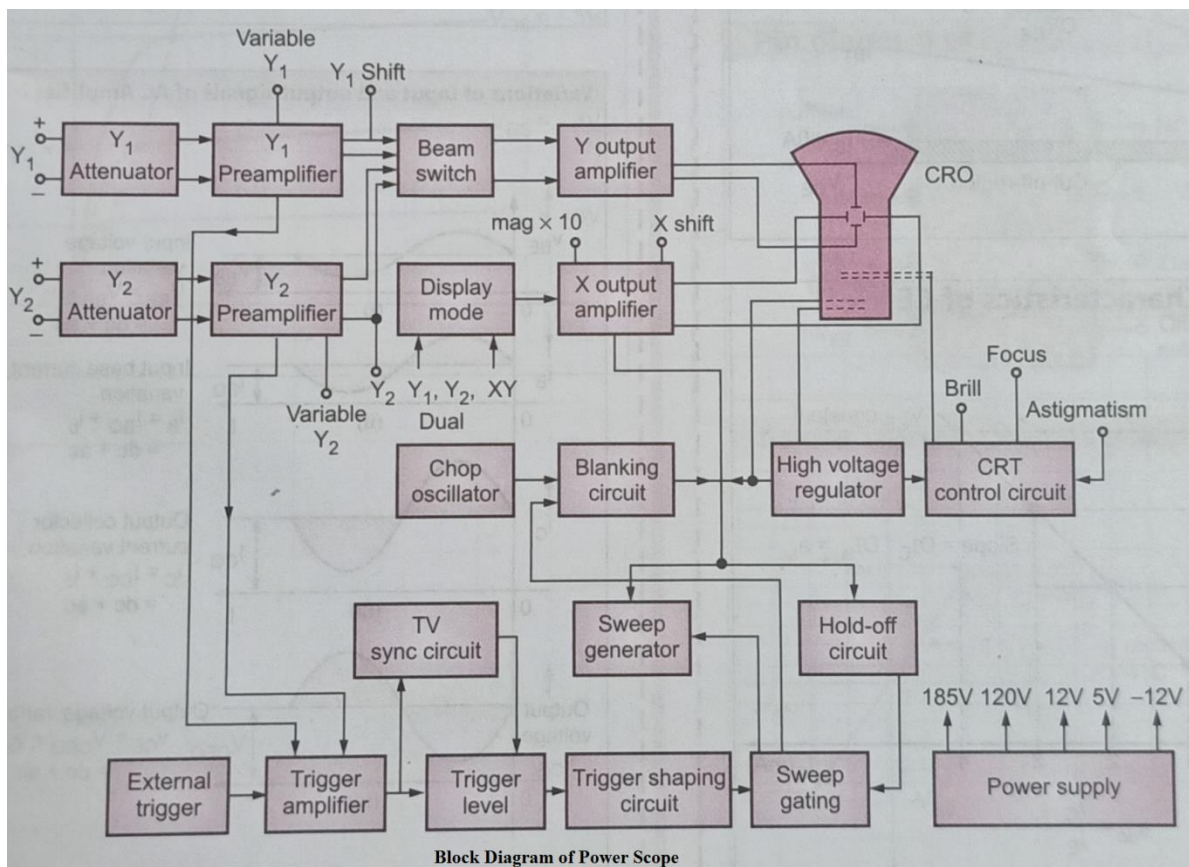 Variable
Y1
Y1 Shift
+
Y1
−
Y1
Attenuator
Y1
Preamplifier
Beam
switch
Y output
amplifier
CRO
mag × 10
X shift
+
Y2
−
Y2
Attenuator
Y2
Preamplifier
Display
mode
X output
amplifier
Variable
Y2
Y2 Y1, Y2, XY
Dual
Focus
Brill
Astigmatism
Chop
oscillator
Blanking
circuit
High voltage
regulator
CRT
control circuit
TV
sync circuit
Sweep
generator
Hold-off
circuit
185V 120V 12V 5V −12V
External
trigger
Trigger
amplifier
Trigger
level
Trigger shaping
circuit
Sweep
gating
Power supply
Block Diagram of Power Scope